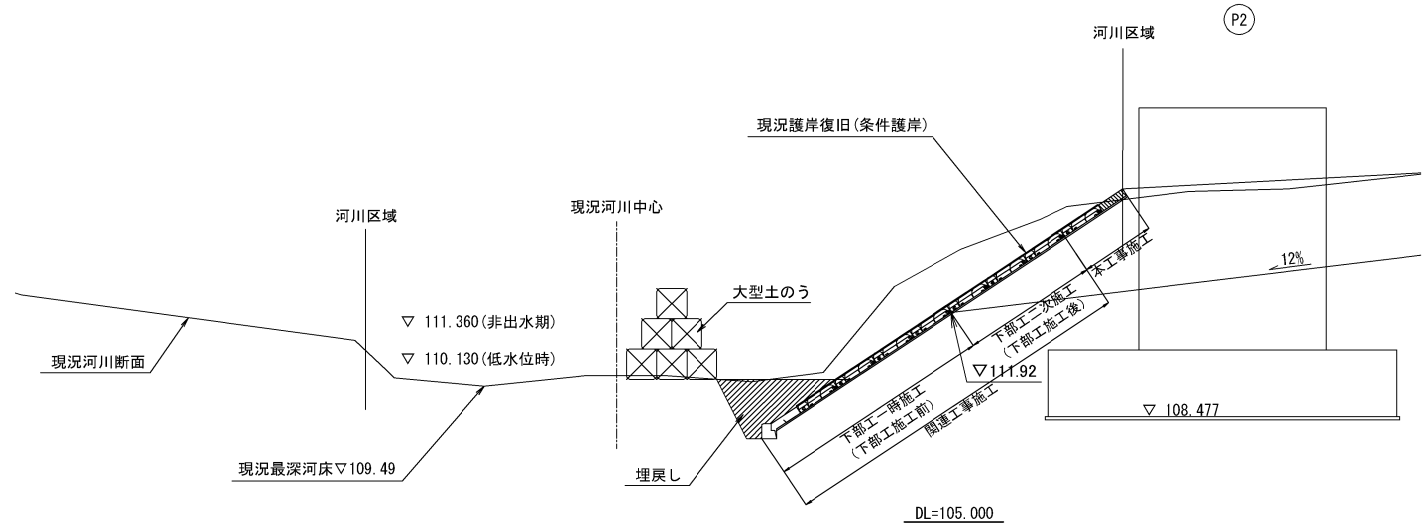 P2
河川区域
現況護岸復旧(条件護岸)
現況河川中心
河川区域
本工事施工
12%
大型土のう
▽ 111.360(非出水期)
▽ 110.130(低水位時)
現況河川断面
下部工二次施工
(下部工施工後)
▽111.92
下部工一時施工
(下部工施工前)
関連工事施工
▽ 108.477
現況最深河床▽109.49
埋戻し
DL=105.000